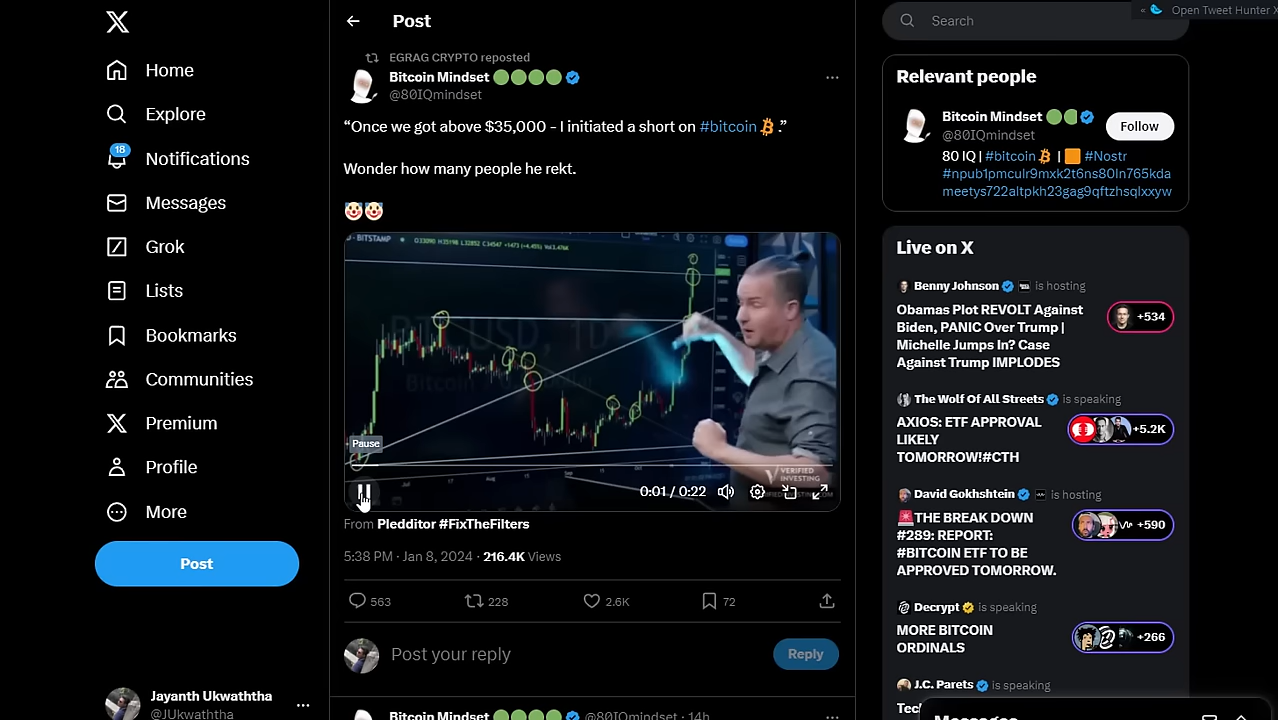 Open Tweet Hunter X
Home
Explore
18
Notifications
Messages
Grok
Lists
Bookmarks
Communities
Premium
Profile
More
Post
Jayanth Ukwaththa
@JUkwaththa
Post
EGRAG CRYPTO reposted
Bitcoin Mindset
@80IQmindset
“Once we got above $35,000 - I initiated a short on #bitcoin .”
Wonder how many people he rekt.
BITSTAMP
BTCUSD, 1D
Bitcoin
Pause
0:01 / 0:22
VERIFIED
INVESTING
From Pledditor #FixTheFilters
5:38 PM · Jan 8, 2024 · 216.4K Views
563
228
2.6K
72
Post your reply
Reply
Bitcoin Mindset @80IQmindset · 14h
Search
Relevant people
Bitcoin Mindset
@80IQmindset
Follow
80 IQ | #bitcoin | #Nostr
#npub1pmculr9mxk2t6ns80ln765kda
meetys722altpkh23gag9qftzhsqlxxyw
Live on X
Benny Johnson is hosting
Obamas Plot REVOLT Against
Biden, PANIC Over Trump |
Michelle Jumps In? Case
Against Trump IMPLODES
+534
The Wolf Of All Streets is speaking
AXIOS: ETF APPROVAL
LIKELY
TOMORROW!#CTH
+5.2K
David Gokhshtein is hosting
THE BREAK DOWN
#289: REPORT:
#BITCOIN ETF TO BE
APPROVED TOMORROW.
+590
Decrypt is speaking
MORE BITCOIN
ORDINALS
+266
J.C. Parets is speaking
Messages